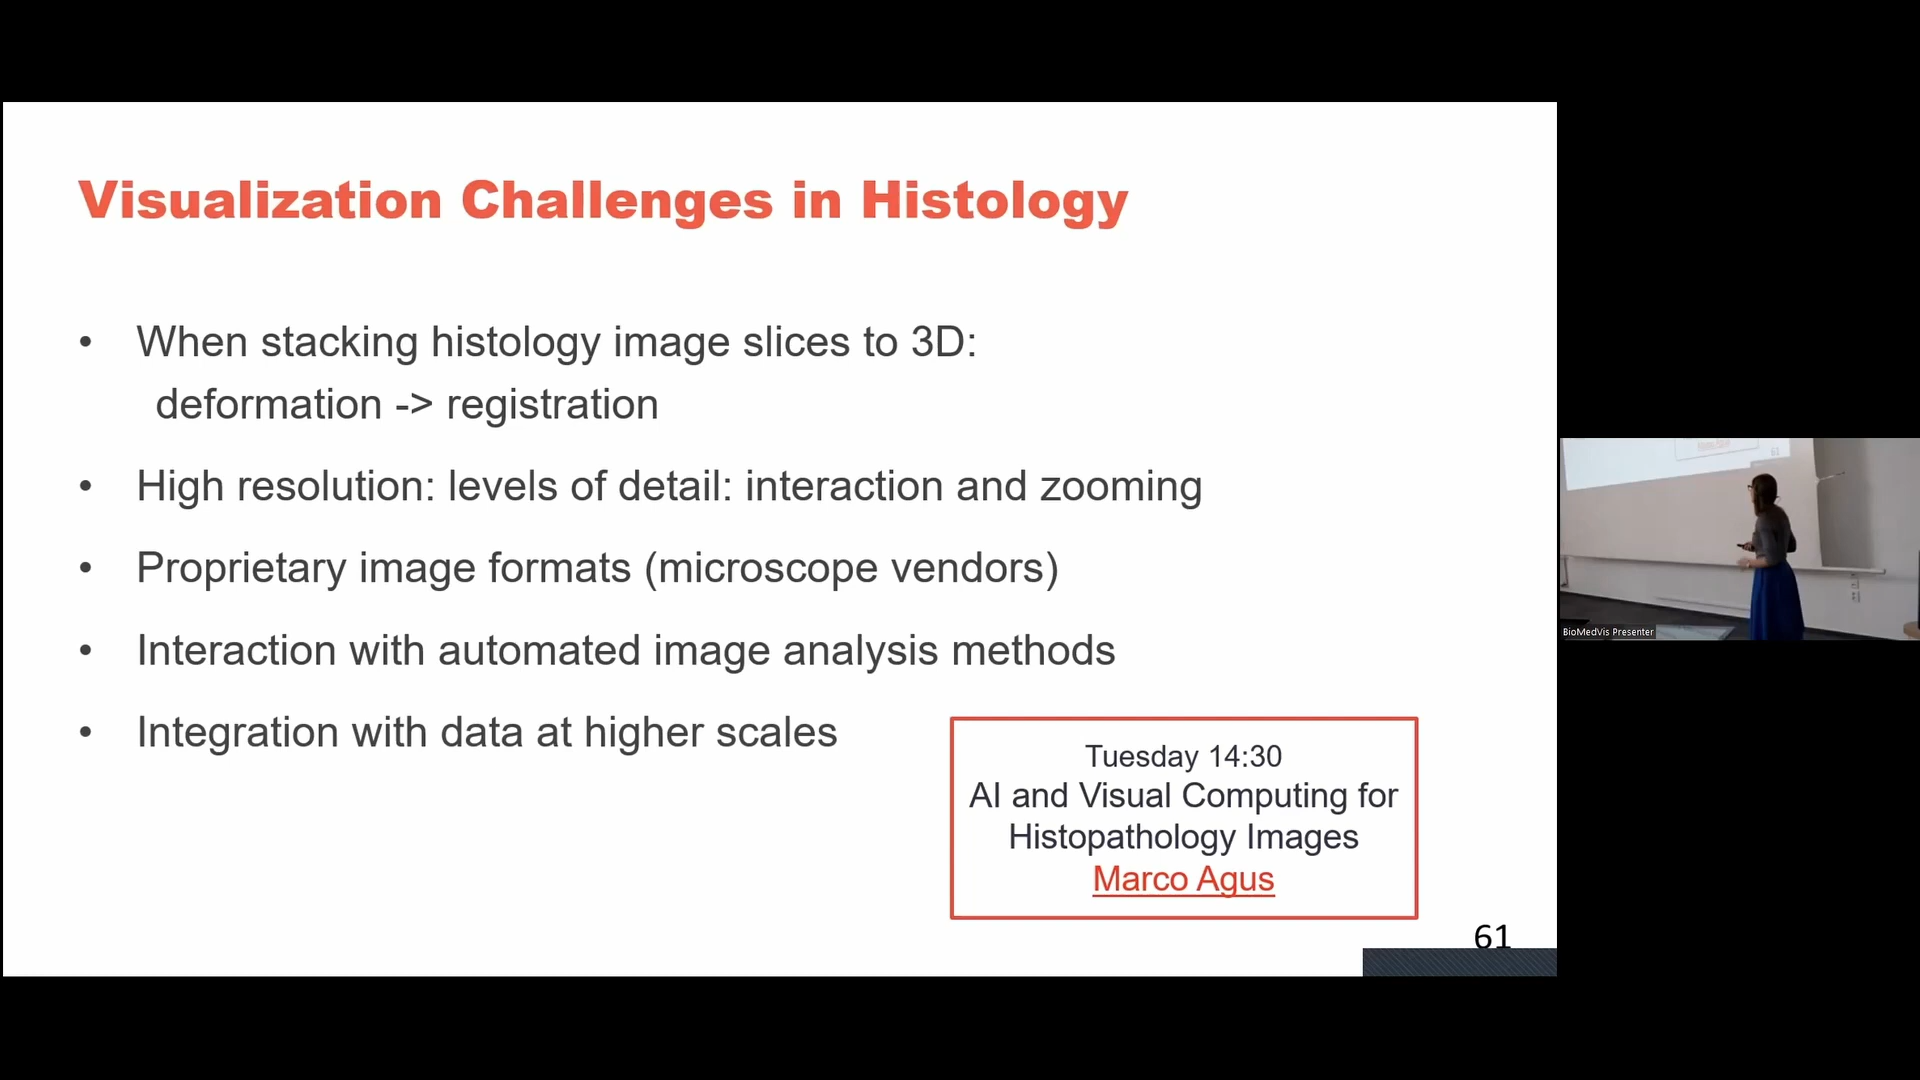 Visualization Challenges in Histology
• When stacking histology image slices to 3D:
deformation -> registration
• High resolution: levels of detail: interaction and zooming
• Proprietary image formats (microscope vendors)
• Interaction with automated image analysis methods
• Integration with data at higher scales
Tuesday 14:30
AI and Visual Computing for
Histopathology Images
Marco Agus
61
BioMedVis Presenter